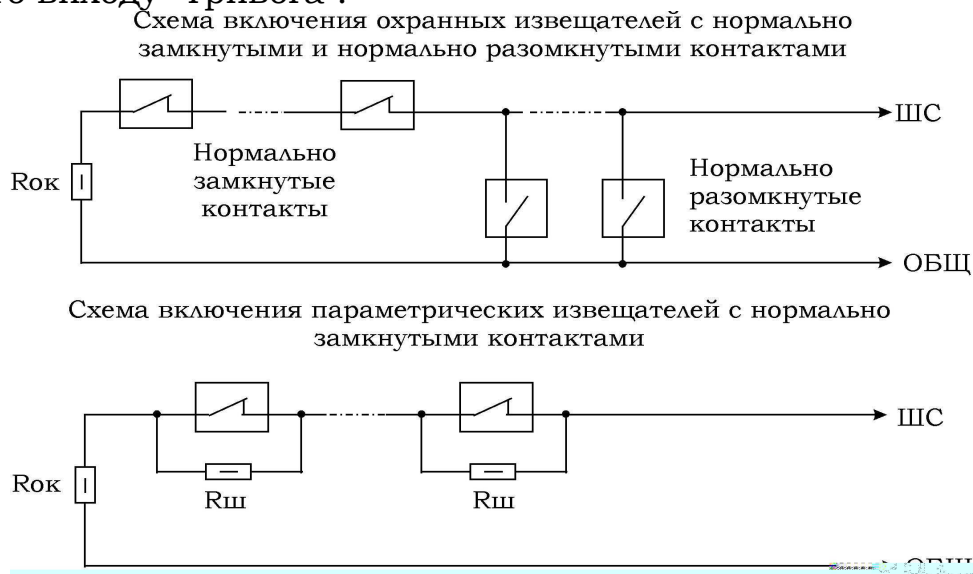 Схема включения охранных извещателей с нормально
замкнутыми и нормально разомкнутыми контактами
ШС
Нормально
замкнутые
контакты
Нормально
разомкнутые
контакты
Rок
ОБЩ
Схема включения параметрических извещателей с нормально
замкнутыми контактами
ШС
Rок
Rш
Rш